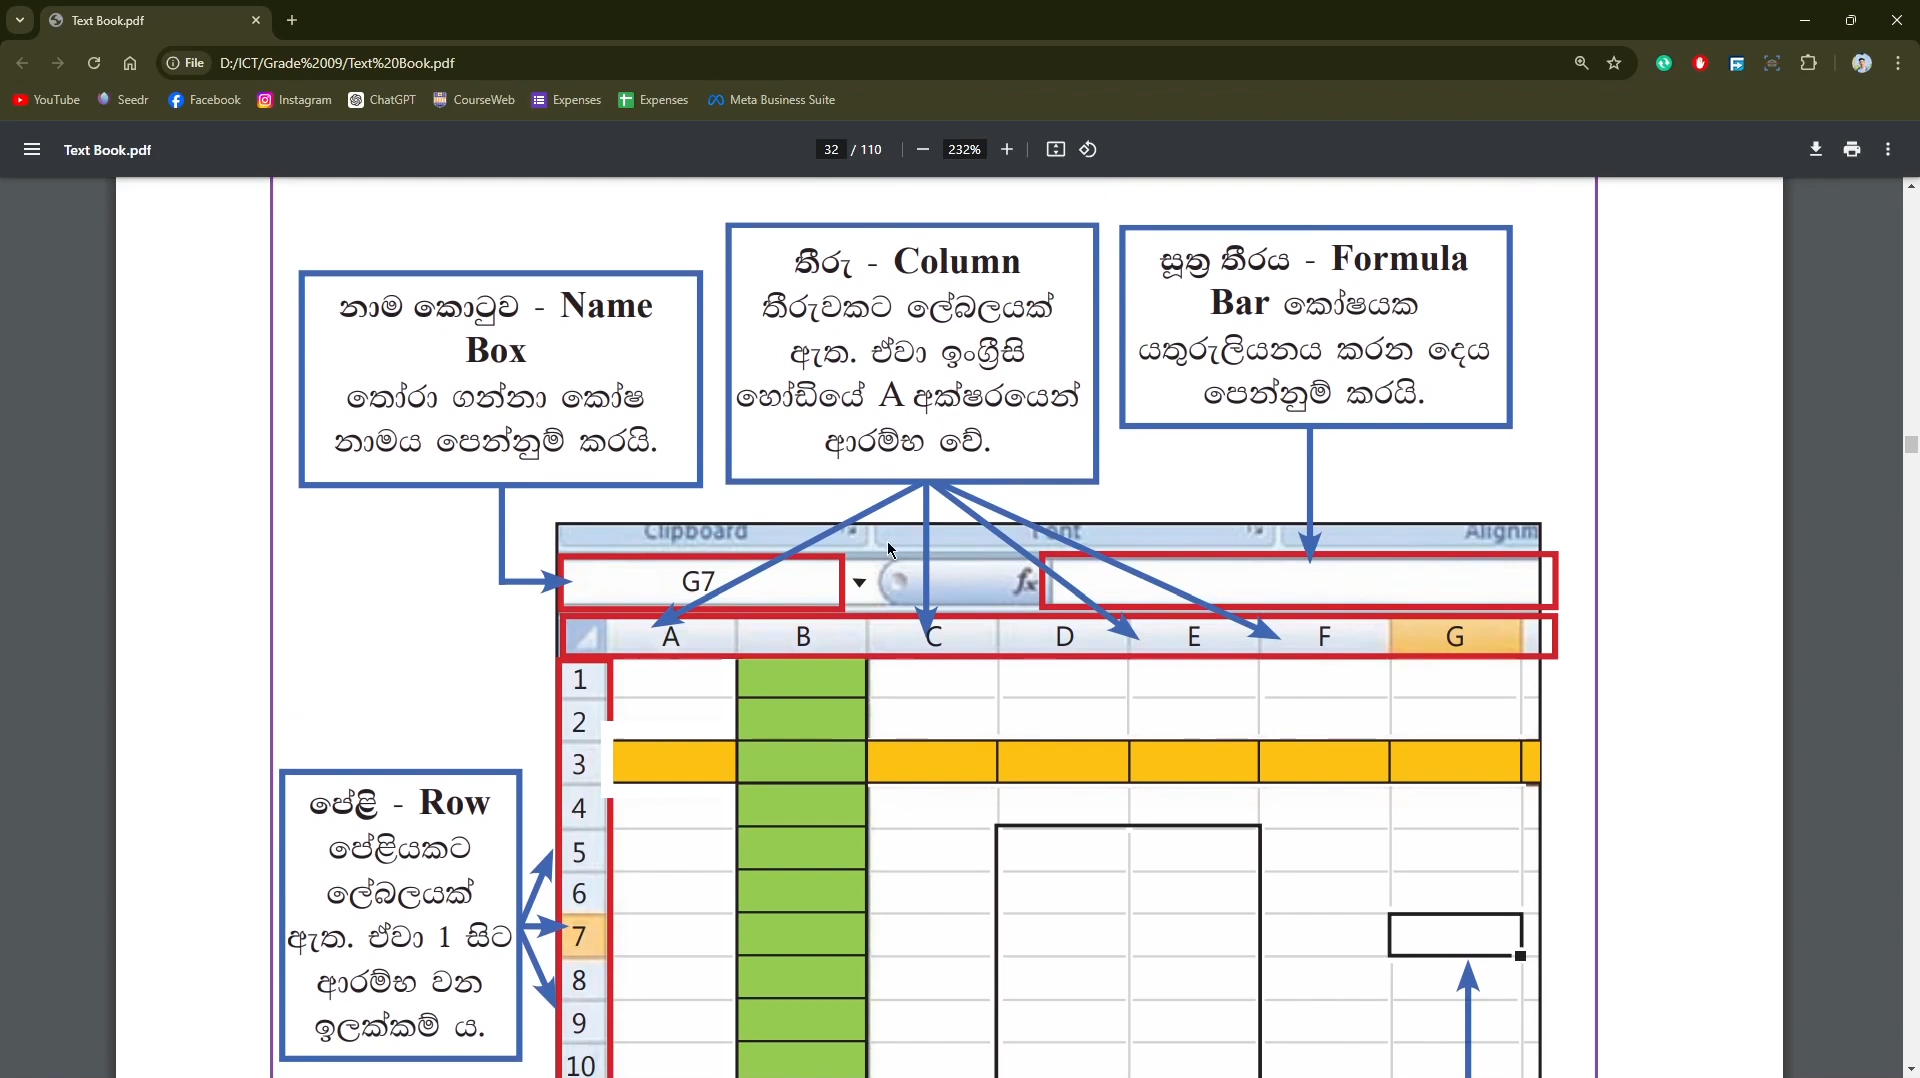 Text Book.pdf
File D:/ICT/Grade%2009/Text%20Book.pdf
YouTube Seedr Facebook Instagram ChatGPT CourseWeb Expenses Expenses Meta Business Suite
Text Book.pdf 32 / 110 232%
නාම කොටුව - Name
Box
තෝරා ගන්නා කෝෂ
නාමය පෙන්නුම් කරයි.
තීරු - Column
තීරුවකට ලේබලයක්
ඇත. ඒවා ඉංග්‍රීසි
හෝඩියේ A අක්ෂරයෙන්
ආරම්භ වේ.
සූත්‍ර තීරය - Formula
Bar කෝෂයක
යතුරුලියනය කරන දෙය
පෙන්නුම් කරයි.
Clipboard Font Alignm
G7 fx
A B C D E F G
1
2
3
4
5
6
7
8
9
10
පේළි - Row
පේළියකට
ලේබලයක්
ඇත. ඒවා 1 සිට
ආරම්භ වන
ඉලක්කම් ය.